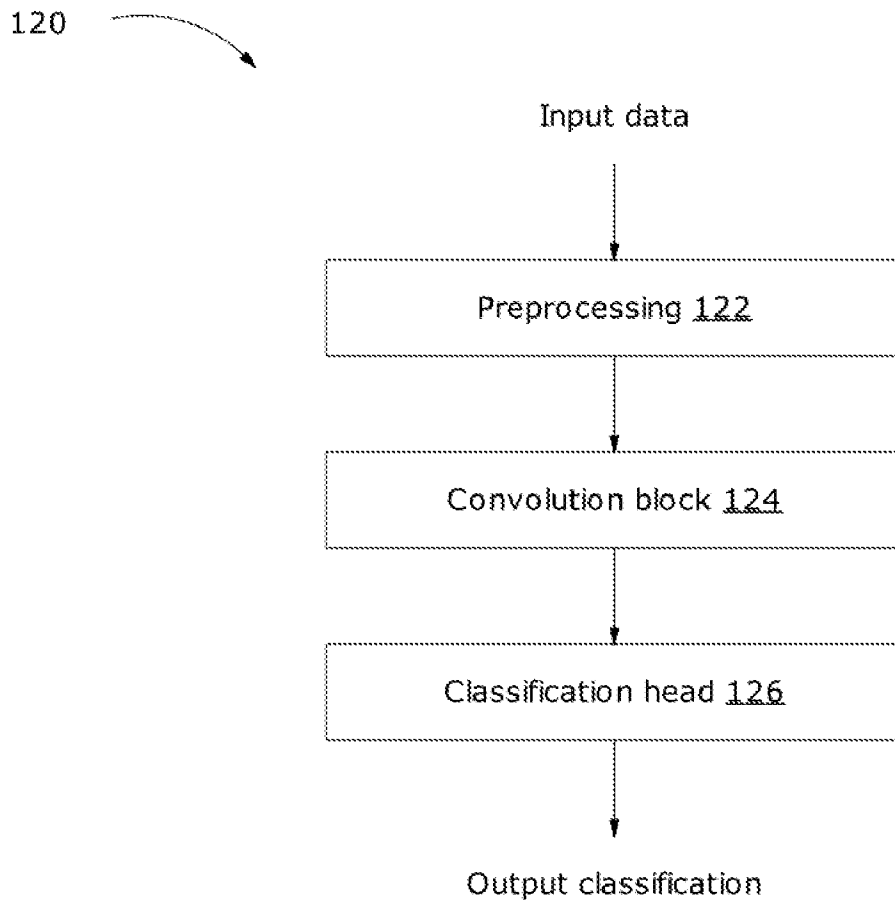 120
Input data
Preprocessing 122
Convolution block 124
Classification head 126
Output classification